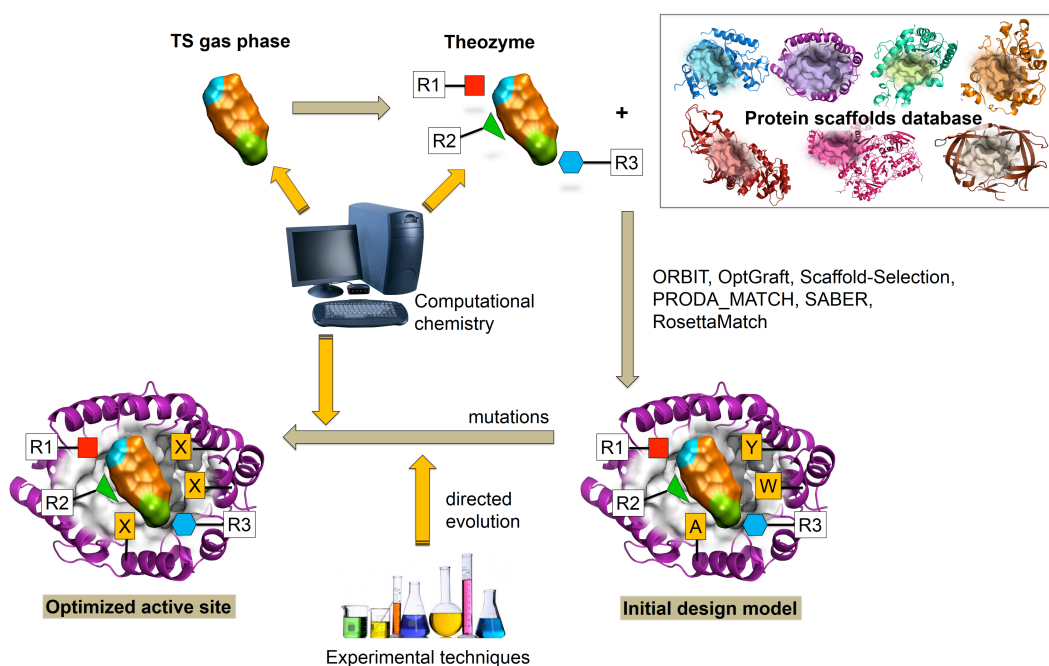 TS gas phase
Theozyme
R1
R2
R3
+
Protein scaffolds database
Computational
chemistry
ORBIT, OptGraft, Scaffold-Selection,
PRODA_MATCH, SABER,
RosettaMatch
mutations
directed
evolution
R1
R2
R3
X
X
X
Optimized active site
R1
R2
R3
Y
W
A
Initial design model
Experimental techniques